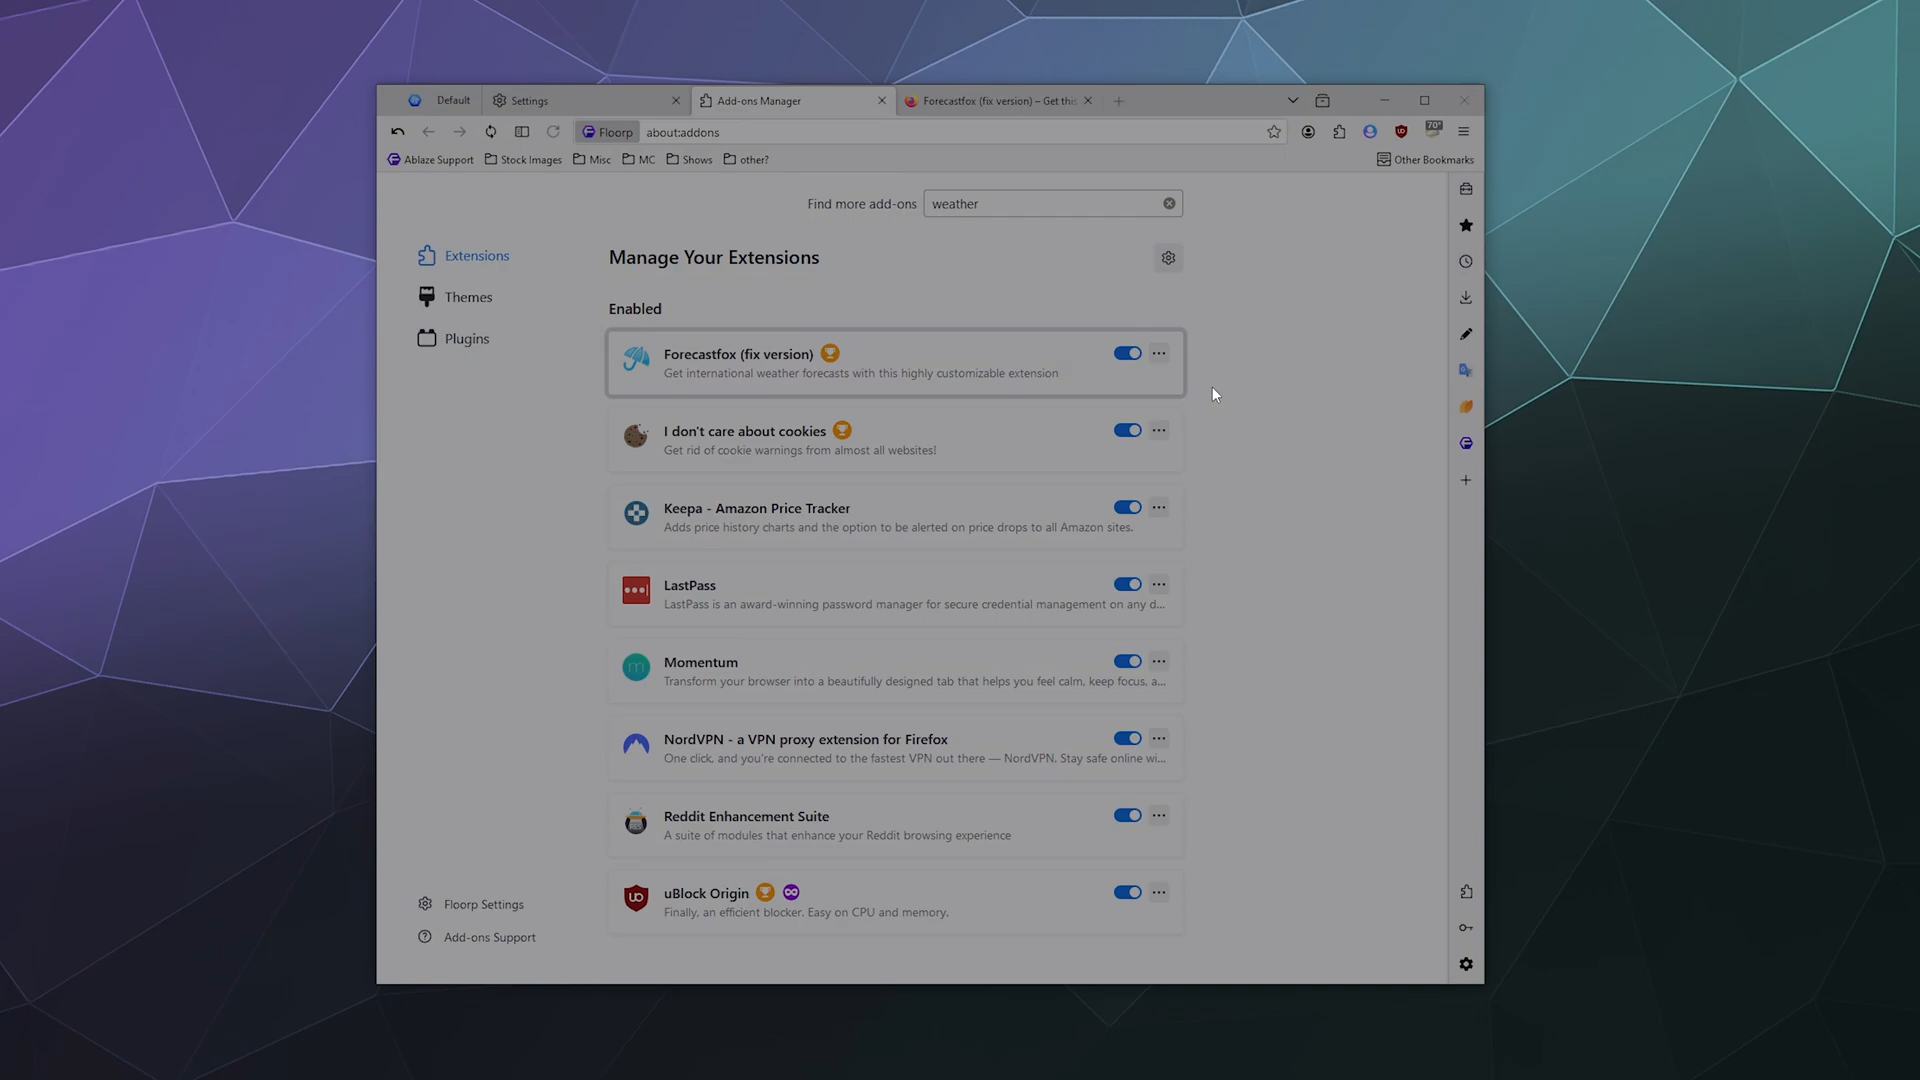 Default
Settings
Add-ons Manager
Forecastfox (fix version) – Get this
Floorp
about:addons
70°
Ablaze Support
Stock Images
Misc
MC
Shows
other?
Other Bookmarks
Find more add-ons
weather
Extensions
Themes
Plugins
Manage Your Extensions
Enabled
Forecastfox (fix version)
Get international weather forecasts with this highly customizable extension
I don't care about cookies
Get rid of cookie warnings from almost all websites!
Keepa - Amazon Price Tracker
Adds price history charts and the option to be alerted on price drops to all Amazon sites.
LastPass
LastPass is an award-winning password manager for secure credential management on any d...
m
Momentum
Transform your browser into a beautifully designed tab that helps you feel calm, keep focus, a...
NordVPN - a VPN proxy extension for Firefox
One click, and you're connected to the fastest VPN out there — NordVPN. Stay safe online wi...
Reddit Enhancement Suite
A suite of modules that enhance your Reddit browsing experience
uBlock Origin
Finally, an efficient blocker. Easy on CPU and memory.
Floorp Settings
Add-ons Support